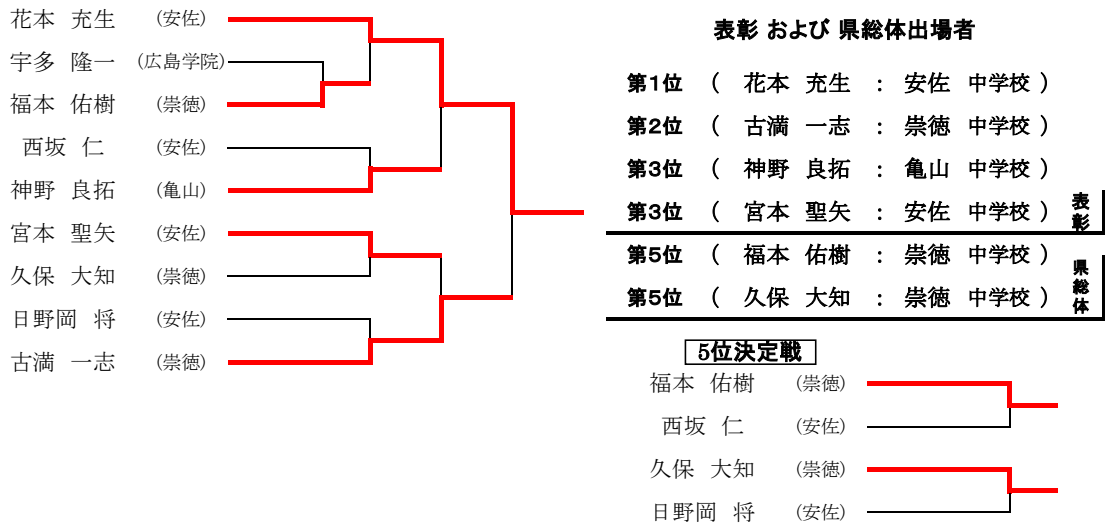 花本 充生 (安佐)
宇多 隆一 (広島学院)
福本 佑樹 (崇徳)
西坂 仁 (安佐)
神野 良拓 (亀山)
宮本 聖矢 (安佐)
久保 大知 (崇徳)
日野岡 将 (安佐)
古満 一志 (崇徳)
表彰 および 県総体出場者
第1位 ( 花本 充生 : 安佐 中学校 )
第2位 ( 古満 一志 : 崇徳 中学校 )
第3位 ( 神野 良拓 : 亀山 中学校 )
第3位 ( 宮本 聖矢 : 安佐 中学校 )
表彰
第5位 ( 福本 佑樹 : 崇徳 中学校 )
第5位 ( 久保 大知 : 崇徳 中学校 )
県総体
5位決定戦
福本 佑樹 (崇徳)
西坂 仁 (安佐)
久保 大知 (崇徳)
日野岡 将 (安佐)